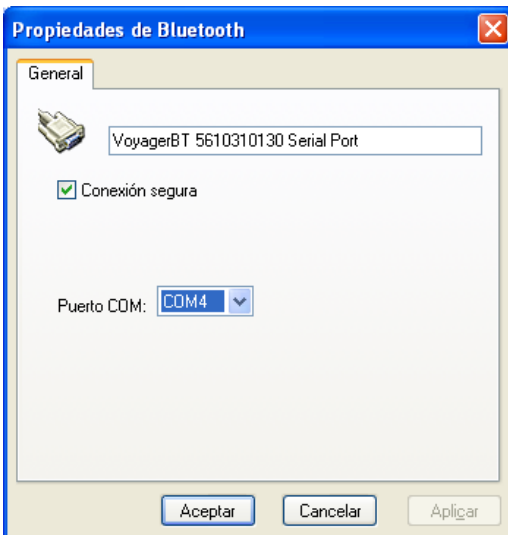 Propiedades de Bluetooth
General
VoyagerBT 5610310130 Serial Port
Conexión segura
Puerto COM: COM4
Aceptar Cancelar Aplicar